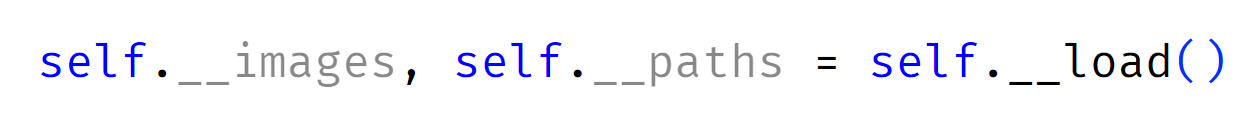 self.__images, self.__paths = self.__load()